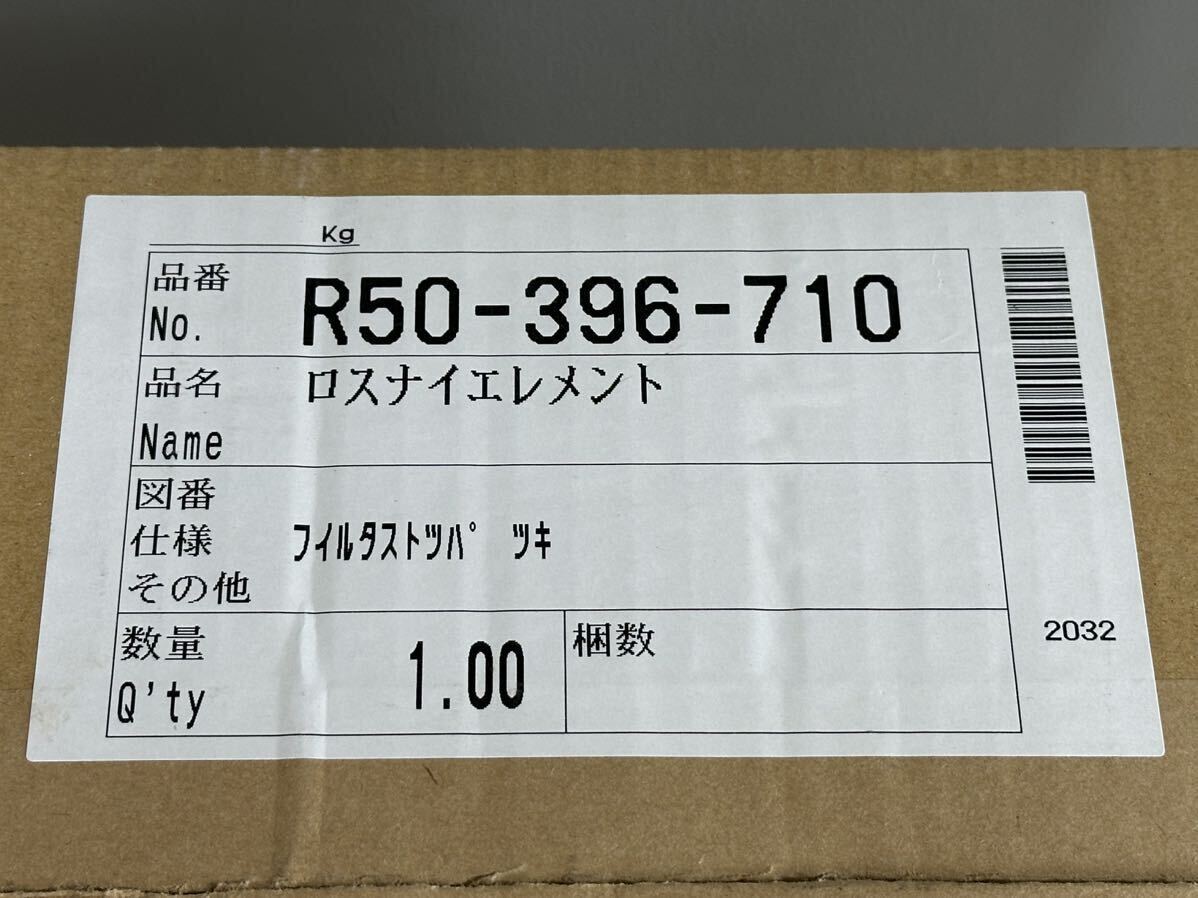 Kg
品番
No. R50-396-710
品名 ロスナイエレメント
Name
図番
仕様 フイルタストツパ ツキ
その他
数量 梱数
Q'ty 1.00
2032